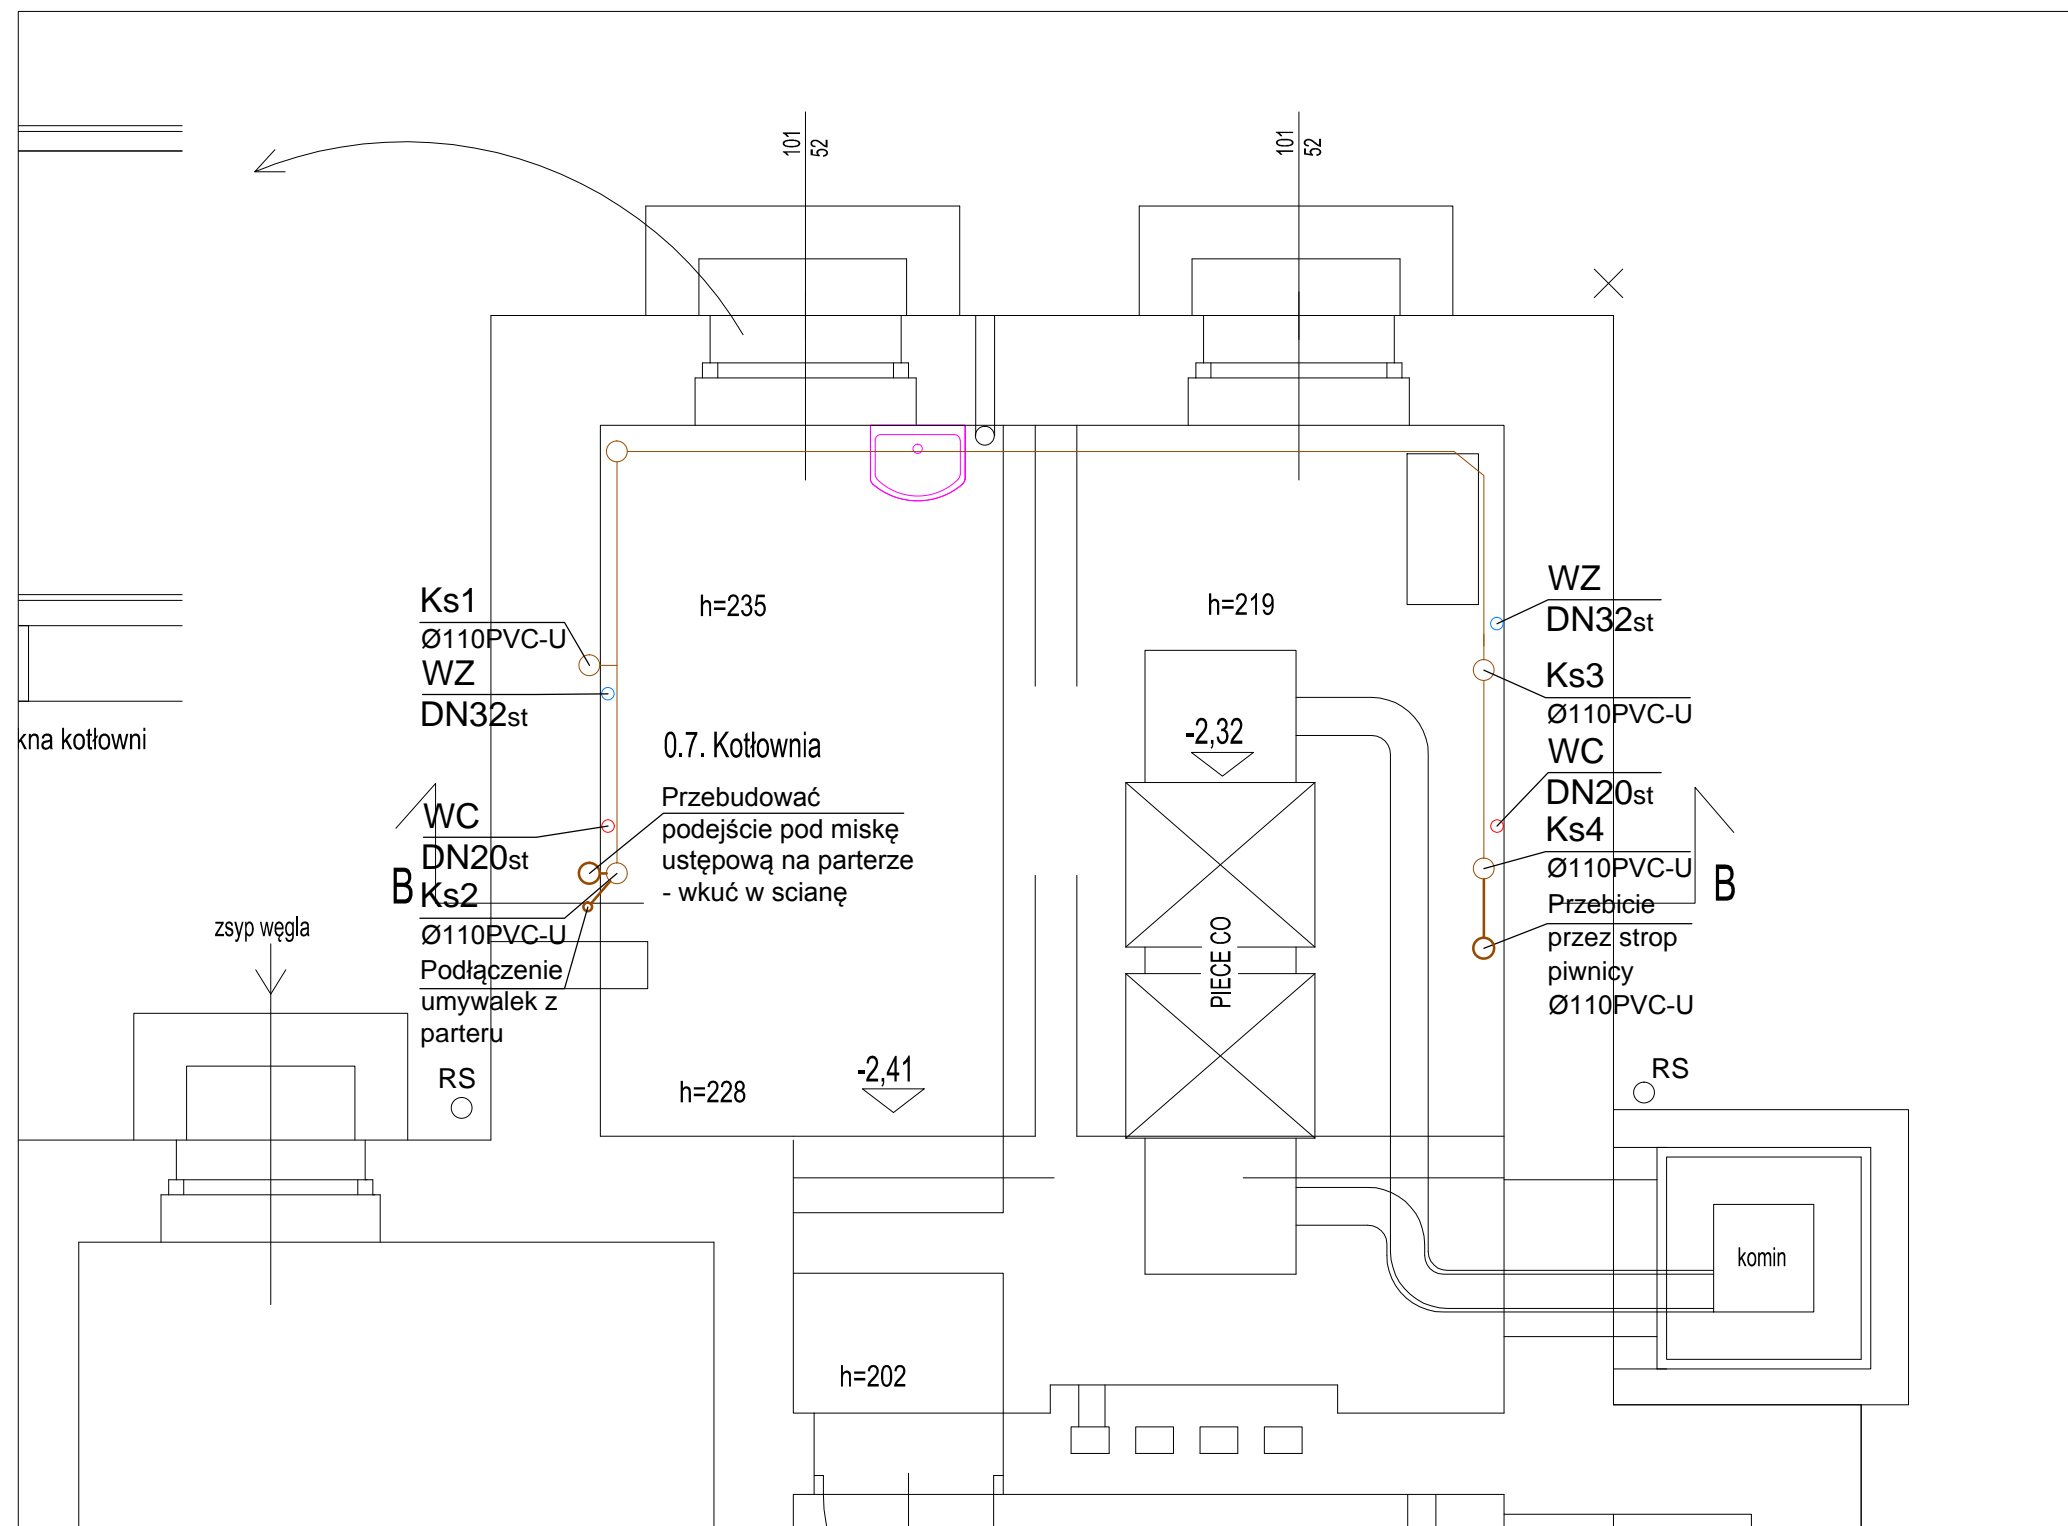 101
52
101
52
Ks1
Ø110PVC-U
WZ
DN32st
h=235
h=219
WZ
DN32st
Ks3
Ø110PVC-U
kna kotłowni
0.7. Kotłownia
-2,32
WC
DN20st
WC
DN20st
Przebudować
podejście pod miskę
ustępową na parterze
- wkuć w scianę
Ks4
Ø110PVC-U
B
B
Ks2
Ø110PVC-U
Przebicie
przez strop
piwnicy
Ø110PVC-U
zsyp węgla
Podłączenie
umywalek z
parteru
PIECE CO
RS
h=228
-2,41
RS
komin
h=202